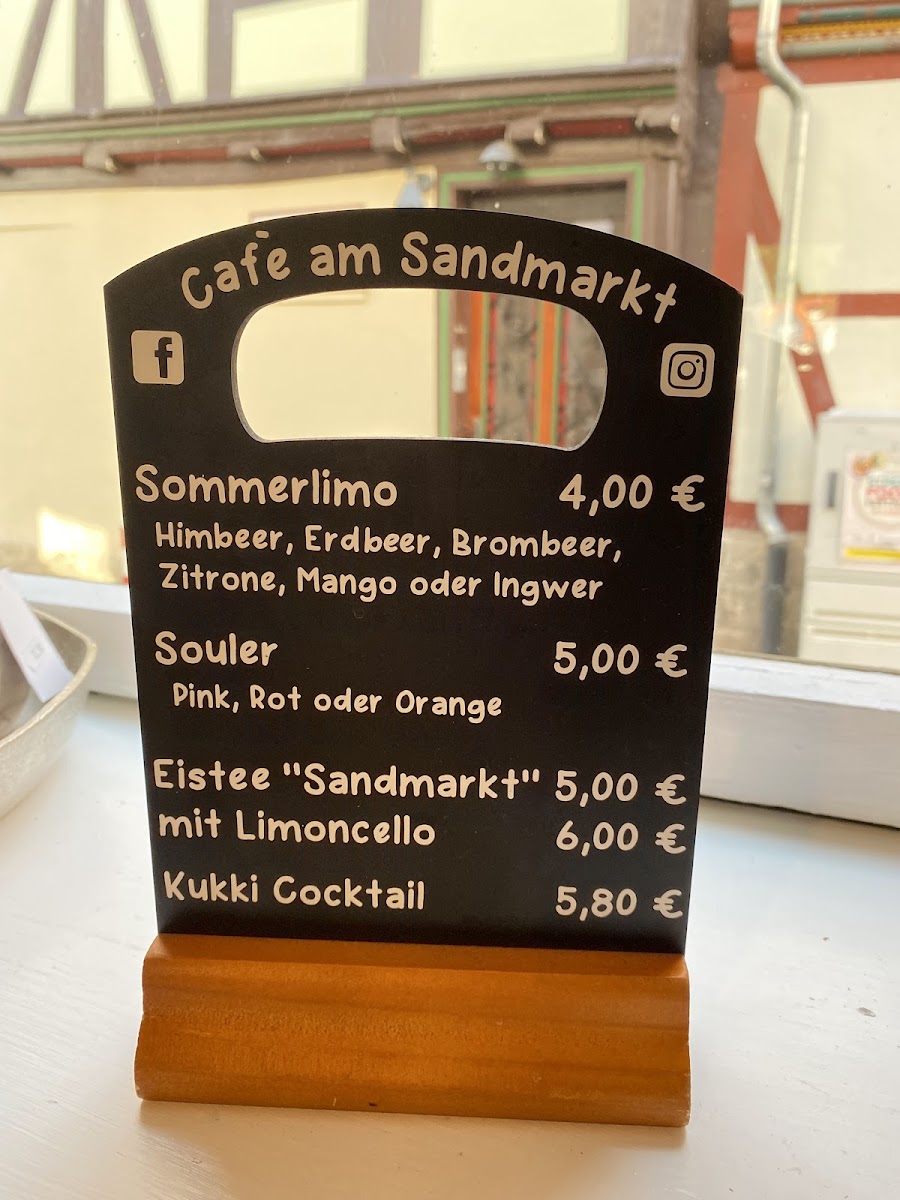 Cafè am Sandmarkt
Sommerlimo 4,00 €
Himbeer, Erdbeer, Brombeer,
Zitrone, Mango oder Ingwer
Souler 5,00 €
Pink, Rot oder Orange
Eistee "Sandmarkt" 5,00 €
mit Limoncello 6,00 €
Kukki Cocktail 5,80 €